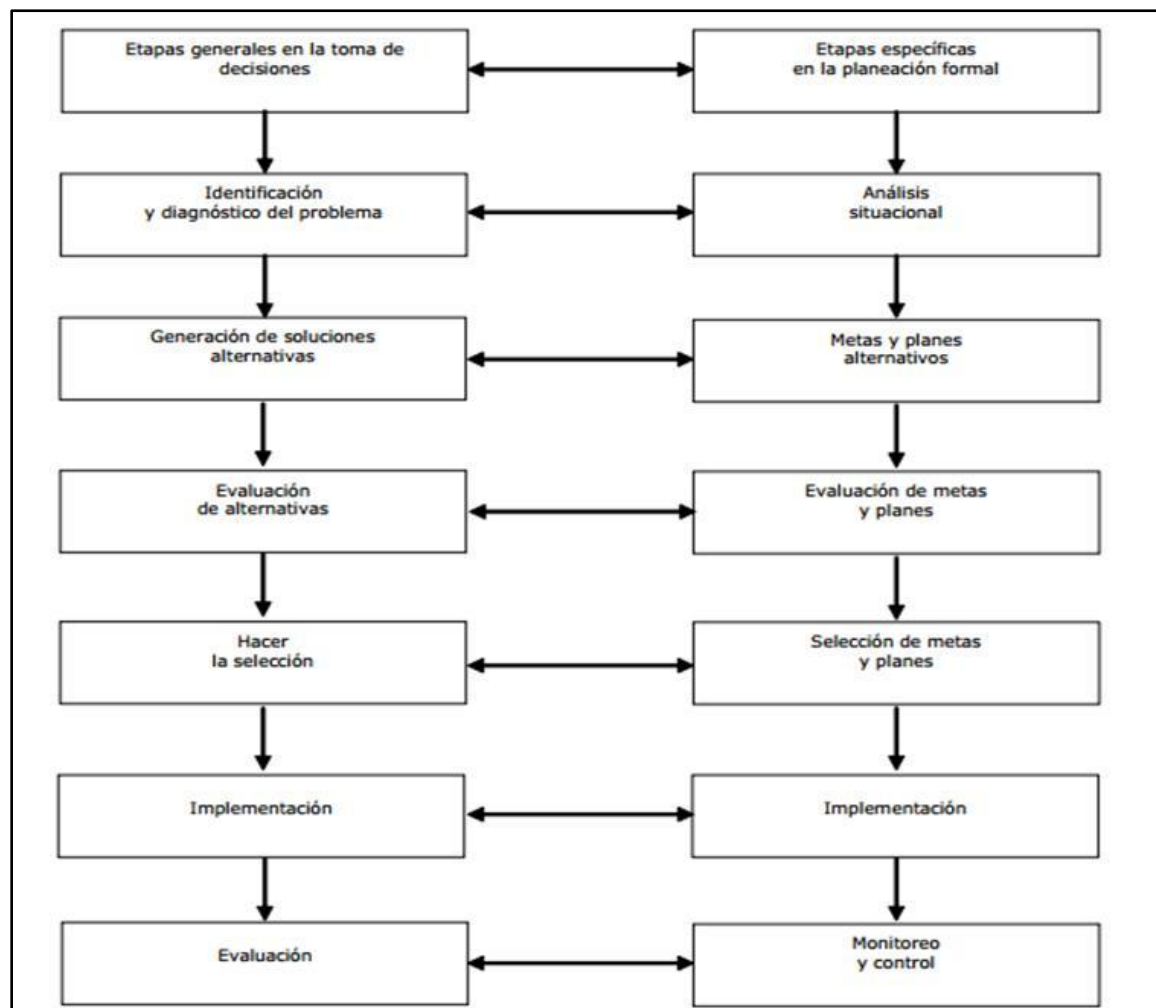 Etapas generales en la toma de
decisiones
Etapas específicas
en la planeación formal
Identificación
y diagnóstico del problema
Análisis
situacional
Generación de soluciones
alternativas
Metas y planes
alternativos
Evaluación
de alternativas
Evaluación de metas
y planes
Hacer
la selección
Selección de metas
y planes
Implementación
Implementación
Evaluación
Monitoreo
y control